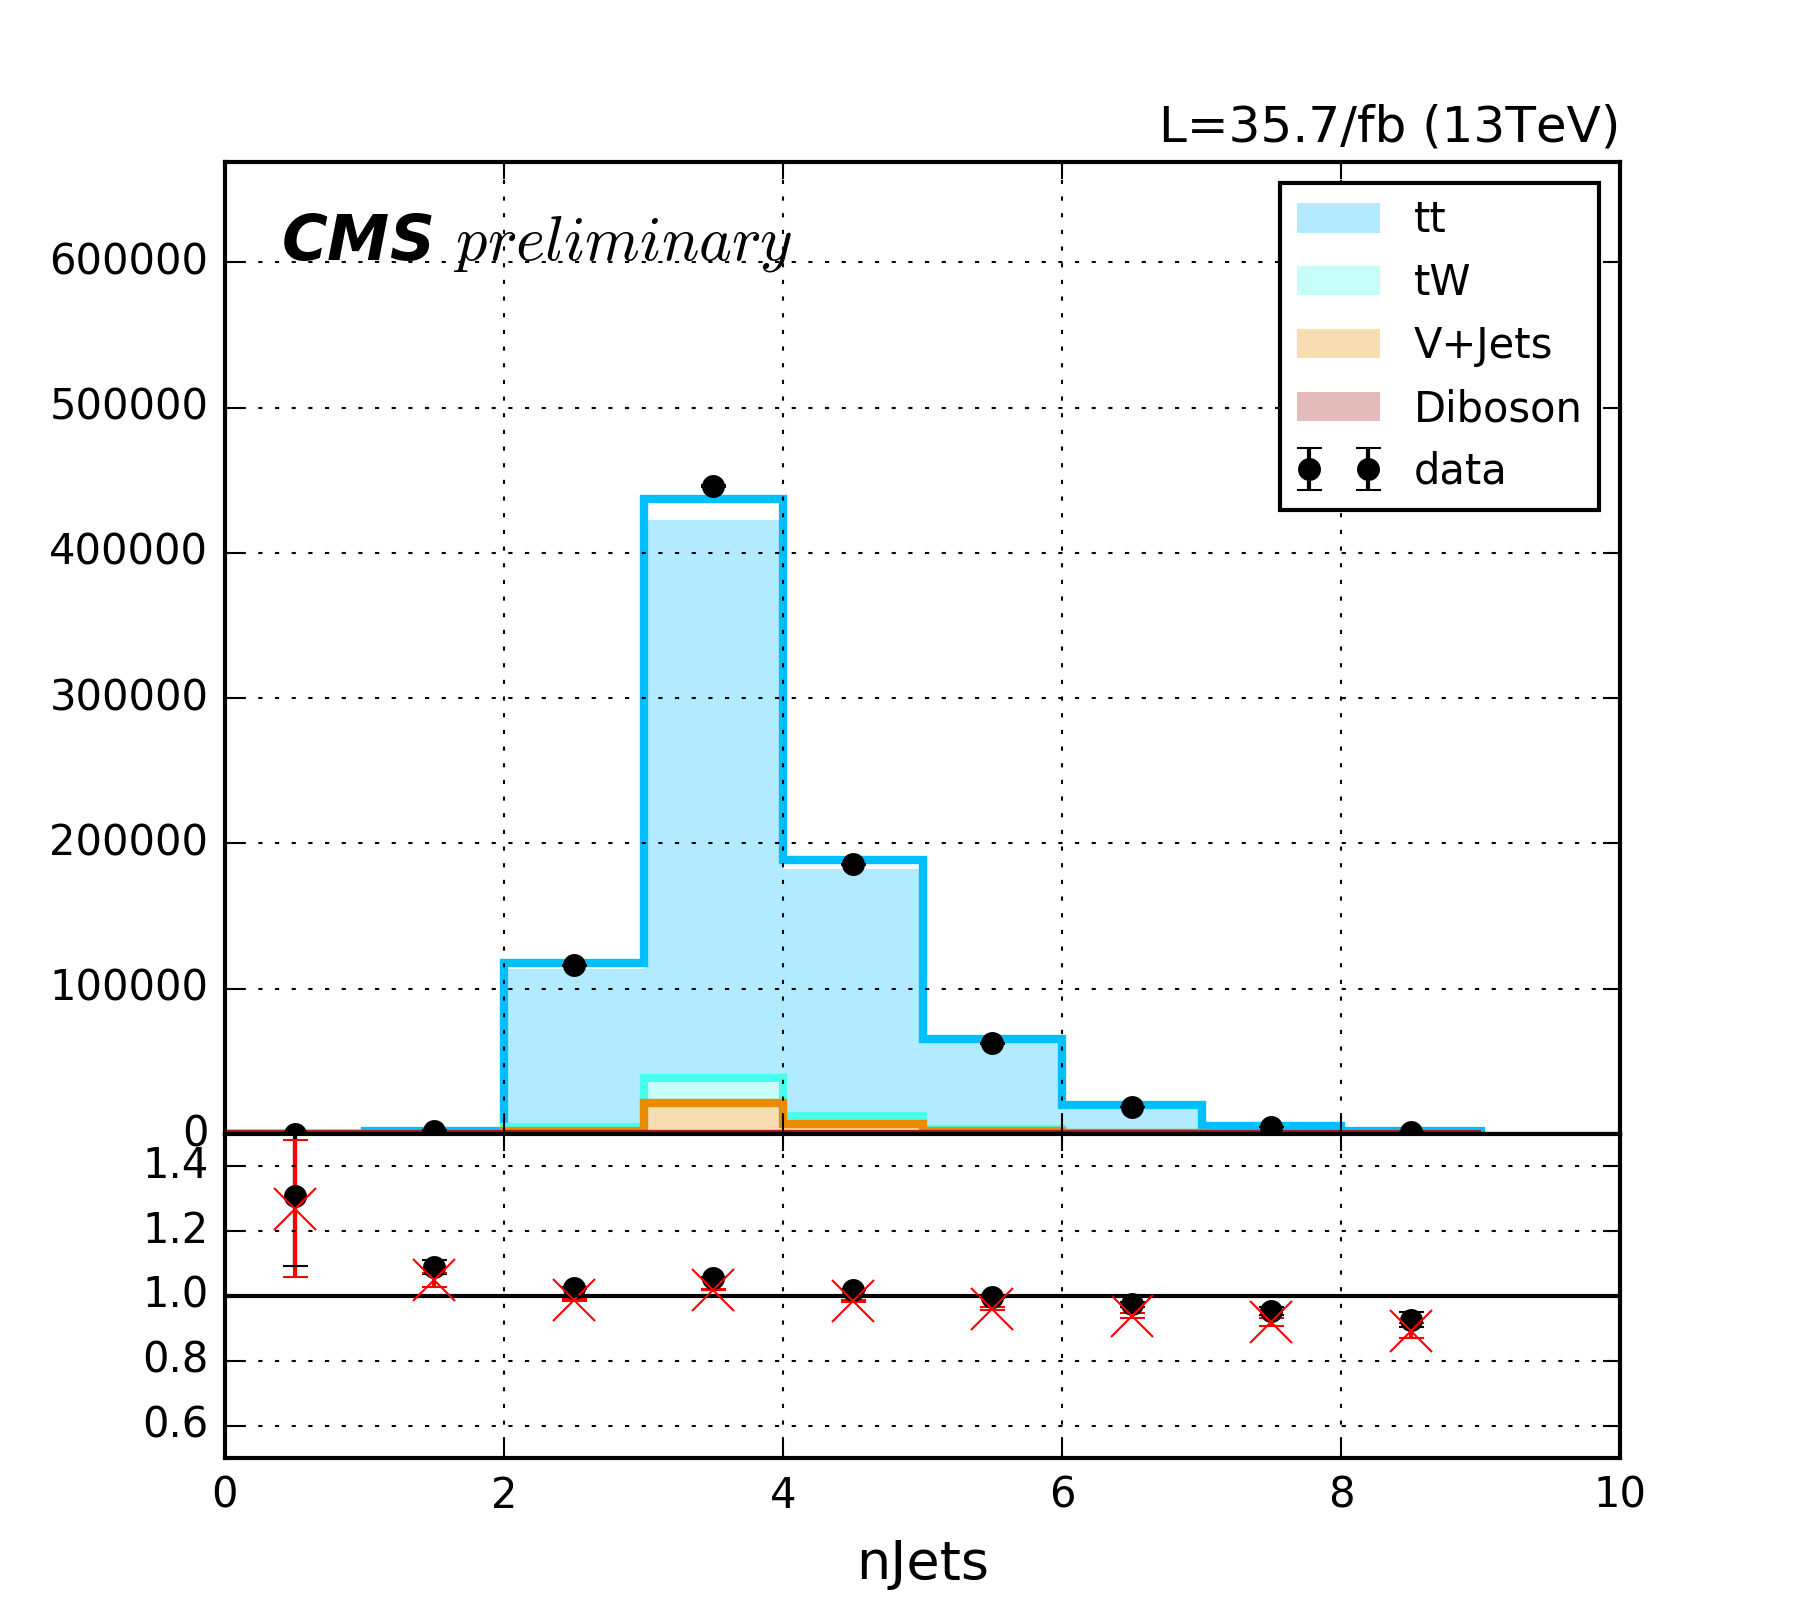 L=35.7/fb (13TeV)
CMS preliminary
tt
tW
V+Jets
Diboson
data
600000
500000
400000
300000
200000
100000
0
1.4
1.2
1.0
0.8
0.6
0 2 4 6 8 10
nJets